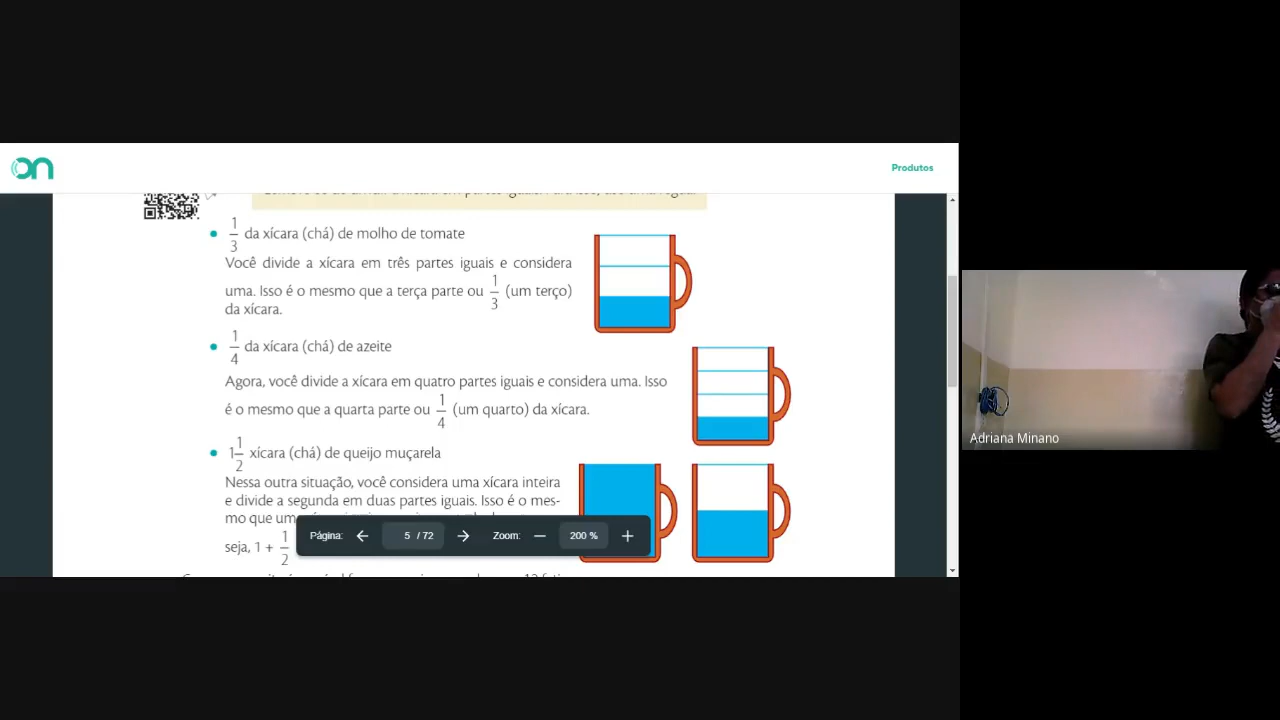 on
Produtos
1/3 da xícara (chá) de molho de tomate
Você divide a xícara em três partes iguais e considera
uma. Isso é o mesmo que a terça parte ou 1/3 (um terço)
da xícara.
1/4 da xícara (chá) de azeite
Agora, você divide a xícara em quatro partes iguais e considera uma. Isso
é o mesmo que a quarta parte ou 1/4 (um quarto) da xícara.
1 1/2 xícara (chá) de queijo muçarela
Nessa outra situação, você considera uma xícara inteira
e divide a segunda em duas partes iguais. Isso é o mes-
mo que um
seja, 1 + 1/2
Página: 5 / 72 Zoom: 200 %
Adriana Minano